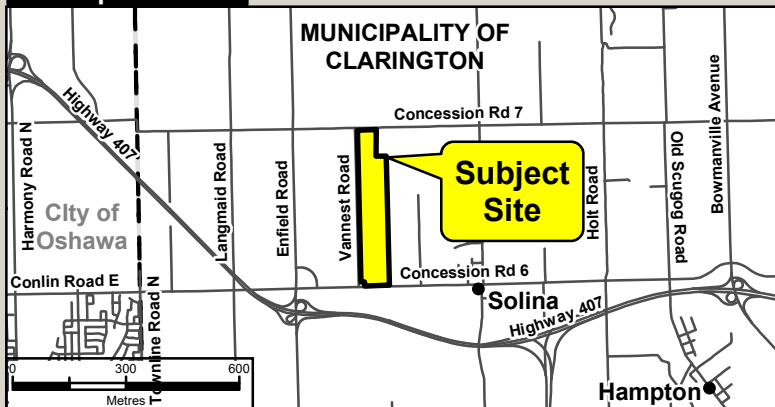 MUNICIPALITY OF
CLARINGTON
Concession Rd 7
Highway 407
Harmony Road N
CIty of
Oshawa
Langmaid Road
Enfield Road
Vannest Road
Subject
Site
Holt Road
Old Scugog Road
Bowmanville Avenue
Conlin Road E
Townline Road N
Concession Rd 6
Solina
Highway 407
Hampton
0 300 600
Metres